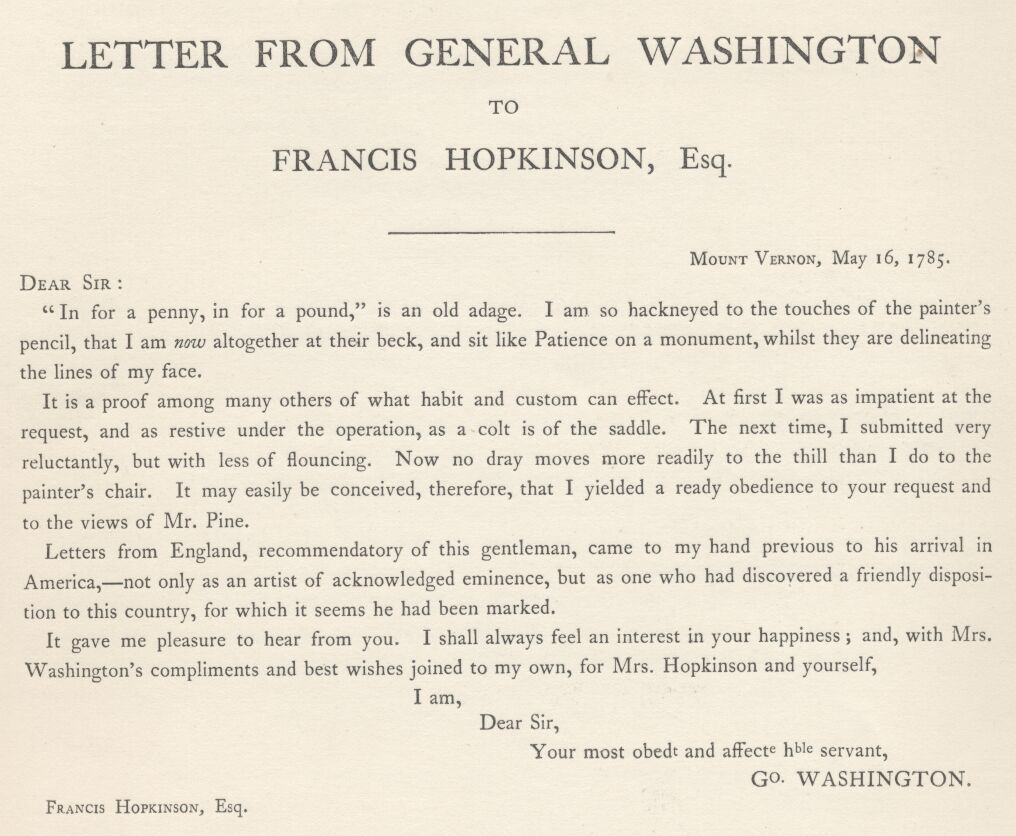 LETTER FROM GENERAL WASHINGTON
TO
FRANCIS HOPKINSON, Esq.
MOUNT VERNON, May 16, 1785.
DEAR SIR :
“In for a penny, in for a pound,” is an old adage. I am so hackneyed to the touches of the painter’s
pencil, that I am now altogether at their beck, and sit like Patience on a monument, whilst they are delineating
the lines of my face.
It is a proof among many others of what habit and custom can effect. At first I was as impatient at the
request, and as restive under the operation, as a colt is of the saddle. The next time, I submitted very
reluctantly, but with less of flouncing. Now no dray moves more readily to the thill than I do to the
painter’s chair. It may easily be conceived, therefore, that I yielded a ready obedience to your request and
to the views of Mr. Pine.
Letters from England, recommendatory of this gentleman, came to my hand previous to his arrival in
America,—not only as an artist of acknowledged eminence, but as one who had discovered a friendly disposi-
tion to this country, for which it seems he had been marked.
It gave me pleasure to hear from you. I shall always feel an interest in your happiness ; and, with Mrs.
Washington’s compliments and best wishes joined to my own, for Mrs. Hopkinson and yourself,
I am,
Dear Sir,
Your most obedt and affecte hble servant,
Go. WASHINGTON.
FRANCIS HOPKINSON, Esq.